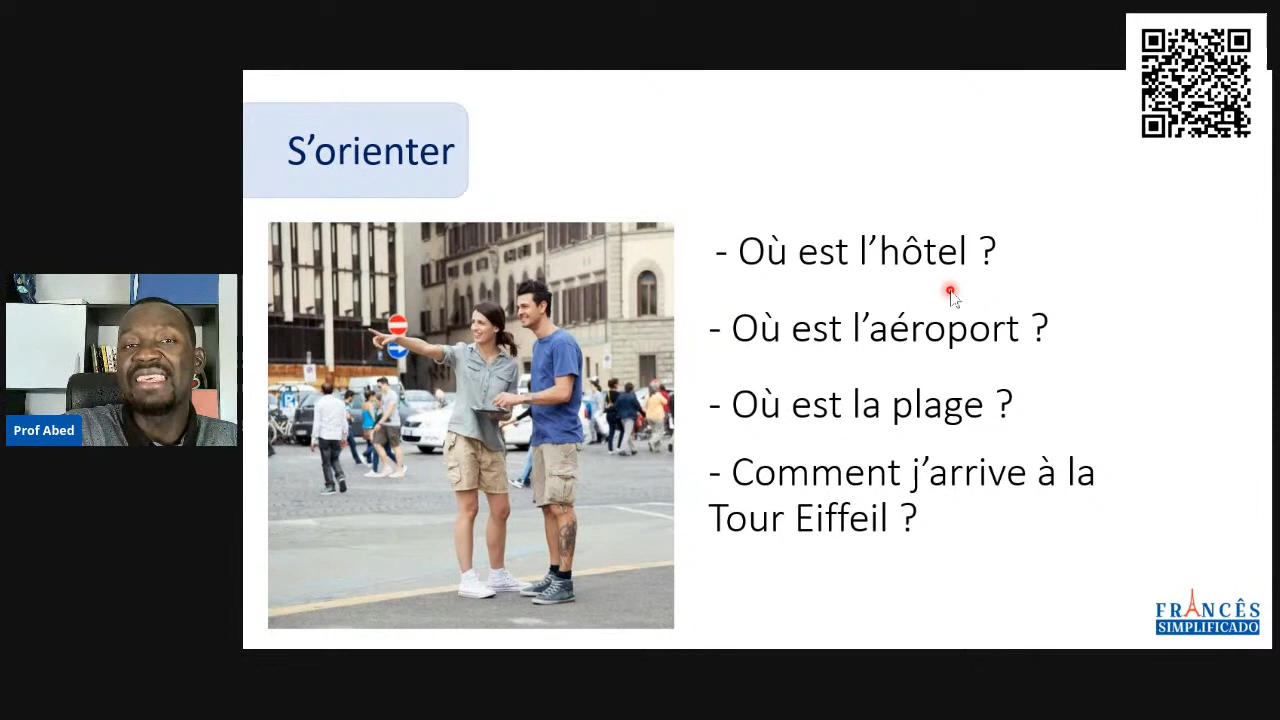 S’orienter
- Où est l’hôtel ?
- Où est l’aéroport ?
- Où est la plage ?
- Comment j’arrive à la
Tour Eiffeil ?
Prof Abed
FRANCÊS
SIMPLIFICADO